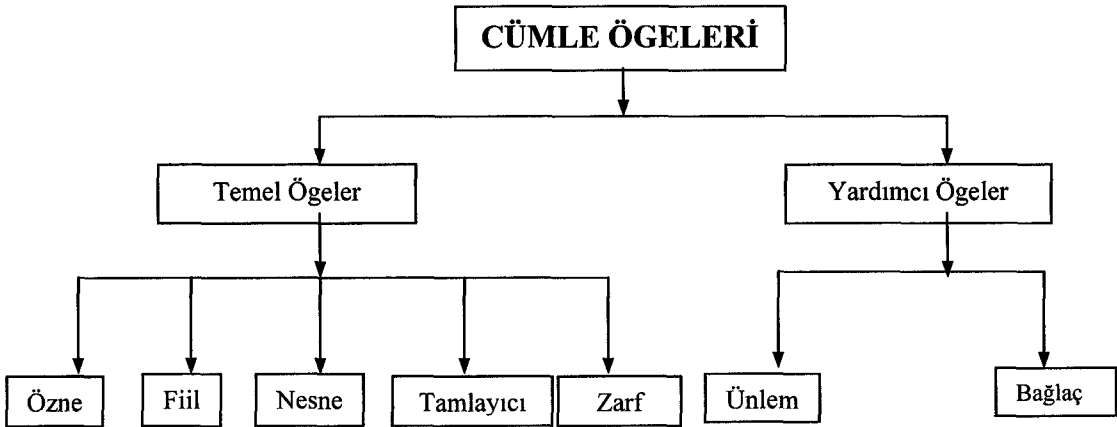 CÜMLE ÖGELERİ
Temel Ögeler
Yardımcı Ögeler
Özne
Fiil
Nesne
Tamlayıcı
Zarf
Ünlem
Bağlaç